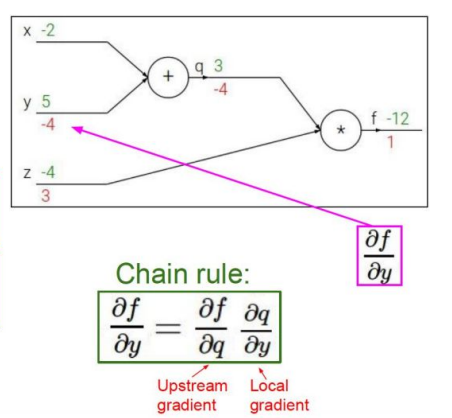 x -2
+
q 3
-4
y 5
-4
* f -12
1
z -4
3
∂f
∂y
Chain rule:
∂f/∂y = ∂f/∂q ∂q/∂y
Upstream gradient
Local gradient